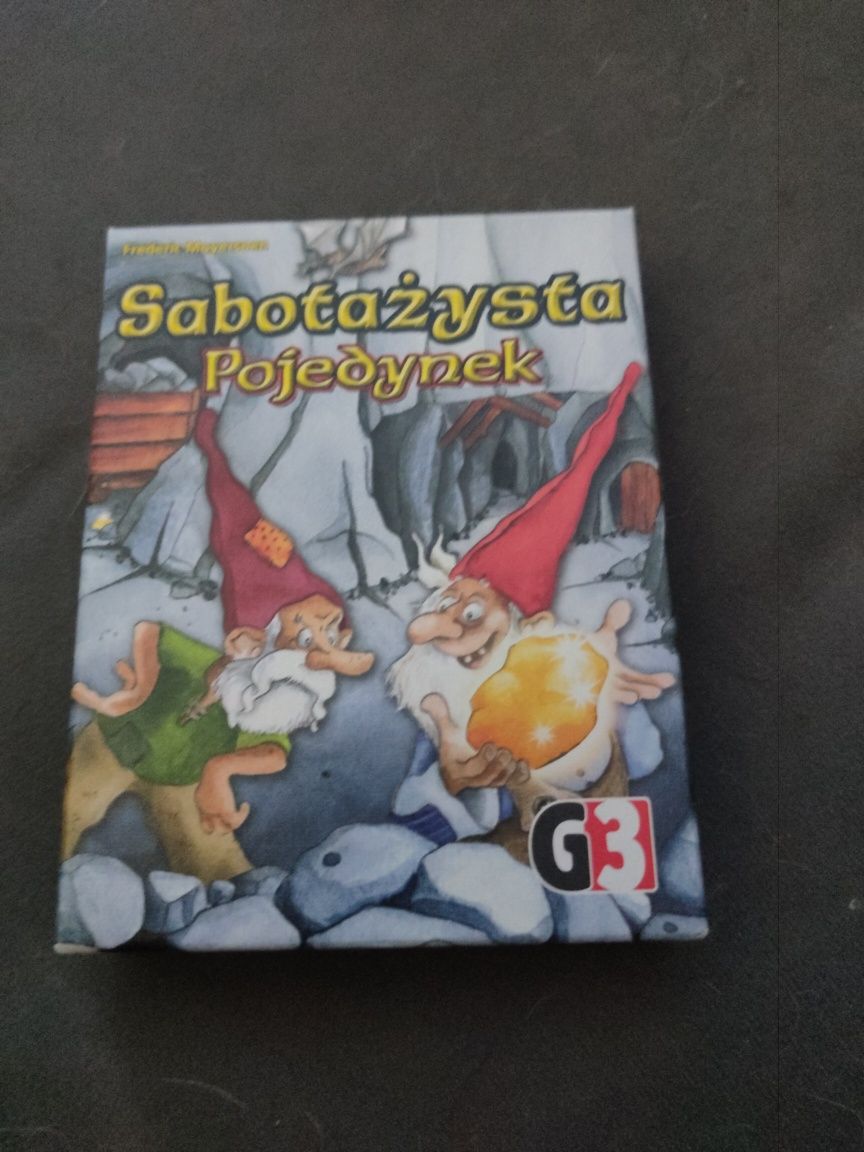 Frederic Moyersoen
Sabotażysta
Pojedynek
G3